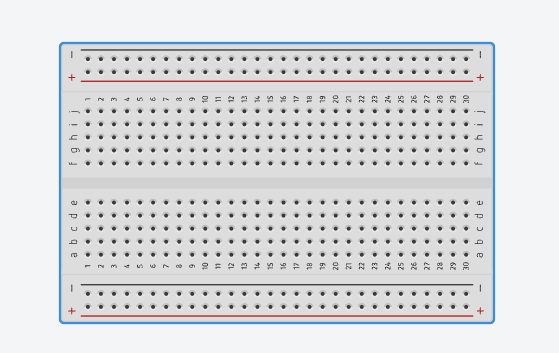 − −
+ +
1 2 3 4 5 6 7 8 9 10 11 12 13 14 15 16 17 18 19 20 21 22 23 24 25 26 27 28 29 30
j j
i i
h h
g g
f f
e e
d d
c c
b b
a a
1 2 3 4 5 6 7 8 9 10 11 12 13 14 15 16 17 18 19 20 21 22 23 24 25 26 27 28 29 30
− −
+ +